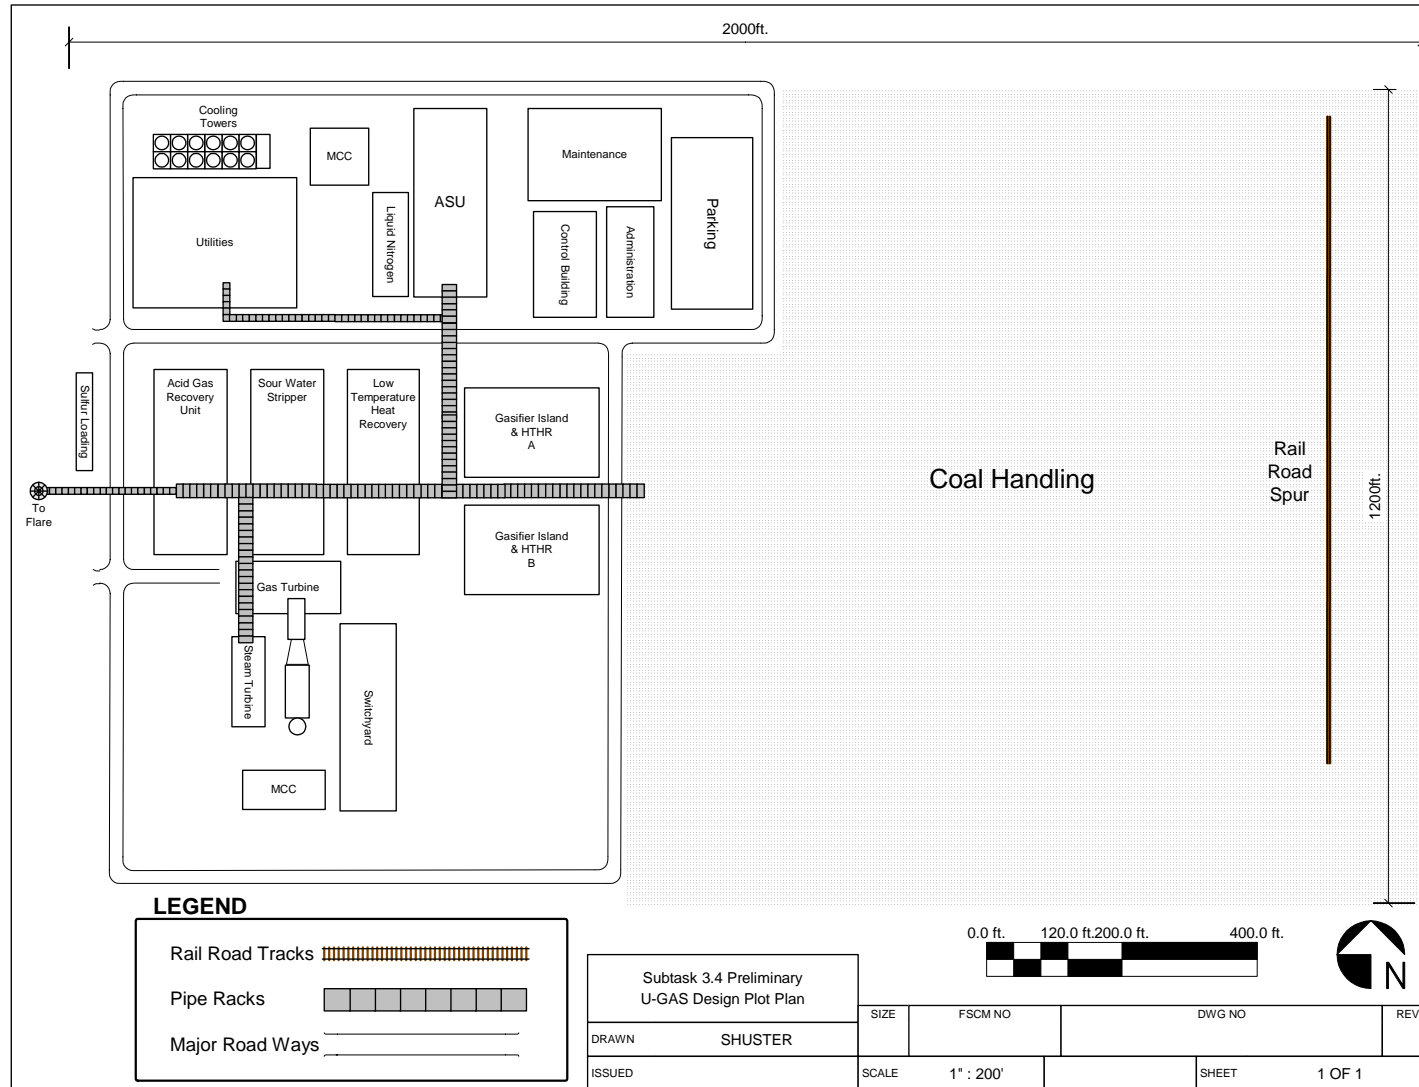 2000ft.
Cooling
Towers
MCC
ASU
Maintenance
Parking
Utilities
Liquid Nitrogen
Control Building
Administration
Sulfur Loading
Acid Gas
Recovery
Unit
Sour Water
Stripper
Low
Temperature
Heat
Recovery
Gasifier Island
& HTHR
A
Gasifier Island
& HTHR
B
To
Flare
Coal Handling
Rail
Road
Spur
1200ft.
Gas Turbine
Steam Turbine
Switchyard
MCC
LEGEND
Rail Road Tracks
Pipe Racks
Major Road Ways
0.0 ft. 120.0 ft. 200.0 ft. 400.0 ft.
N
Subtask 3.4 Preliminary
U-GAS Design Plot Plan
SIZE FSCM NO DWG NO REV
DRAWN SHUSTER
ISSUED
SCALE 1" : 200' SHEET 1 OF 1